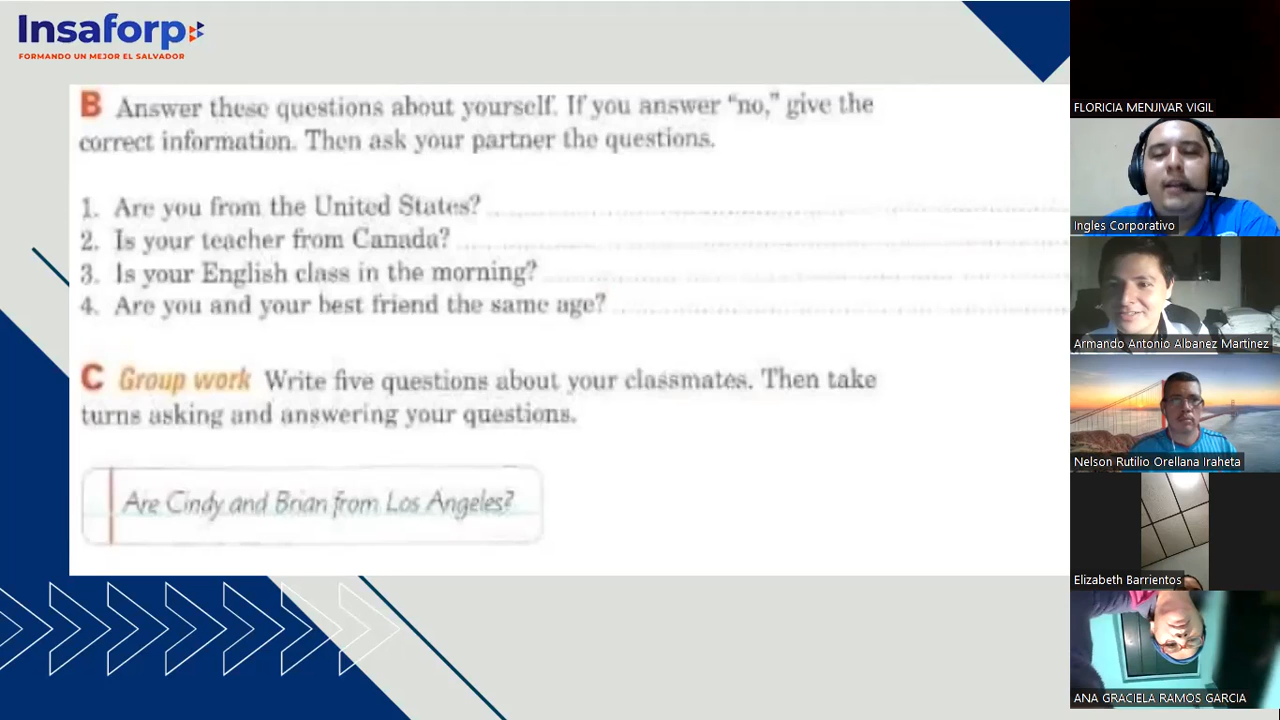 Insaforp
FORMANDO UN MEJOR EL SALVADOR
B Answer these questions about yourself. If you answer "no," give the
correct information. Then ask your partner the questions.
1. Are you from the United States?
2. Is your teacher from Canada?
3. Is your English class in the morning?
4. Are you and your best friend the same age?
C Group work Write five questions about your classmates. Then take
turns asking and answering your questions.
Are Cindy and Brian from Los Angeles?
FLORICIA MENJIVAR VIGIL
Ingles Corporativo
Armando Antonio Albanez Martinez
Nelson Rutilio Orellana Iraheta
Elizabeth Barrientos
ANA GRACIELA RAMOS GARCIA